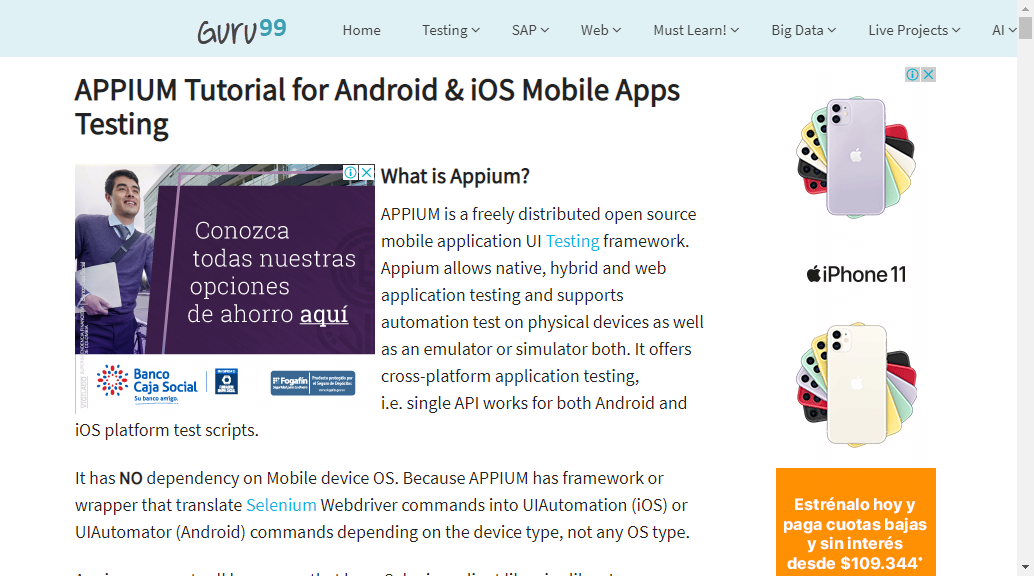 Guru99
Home Testing SAP Web Must Learn! Big Data Live Projects AI
APPIUM Tutorial for Android & iOS Mobile Apps
Testing
Conozca
todas nuestras
opciones
de ahorro aquí
Banco
Caja Social
Su banco amigo.
Fogafín
What is Appium?
APPIUM is a freely distributed open source
mobile application UI Testing framework.
Appium allows native, hybrid and web
application testing and supports
automation test on physical devices as well
as an emulator or simulator both. It offers
cross-platform application testing,
i.e. single API works for both Android and
iOS platform test scripts.
It has NO dependency on Mobile device OS. Because APPIUM has framework or
wrapper that translate Selenium Webdriver commands into UIAutomation (iOS) or
UIAutomator (Android) commands depending on the device type, not any OS type.
iPhone 11
Estrénalo hoy y
paga cuotas bajas
y sin interés
desde $109.344*